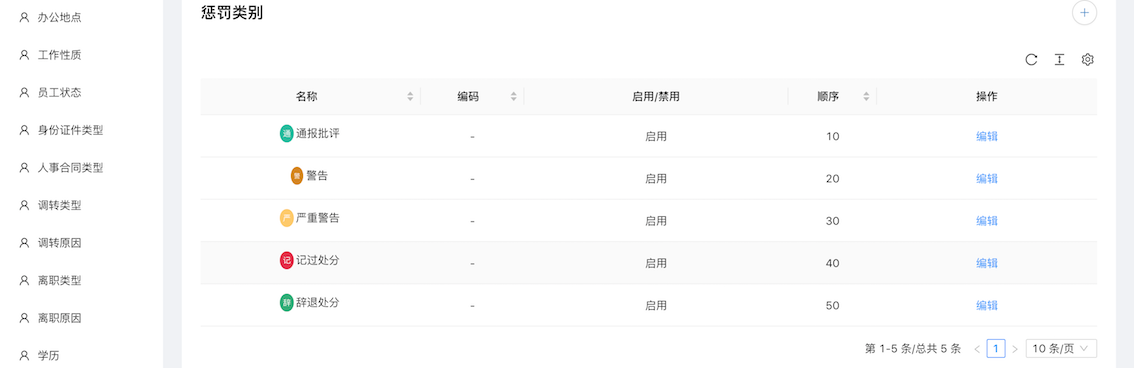 办公地点
工作性质
员工状态
身份证件类型
人事合同类型
调转类型
调转原因
离职类型
离职原因
学历
惩罚类别
名称 编码 启用/禁用 顺序 操作
通 通报批评 - 启用 10 编辑
警 警告 - 启用 20 编辑
严 严重警告 - 启用 30 编辑
记 记过处分 - 启用 40 编辑
辞 辞退处分 - 启用 50 编辑
第 1-5 条/总共 5 条 < 1 > 10 条/页